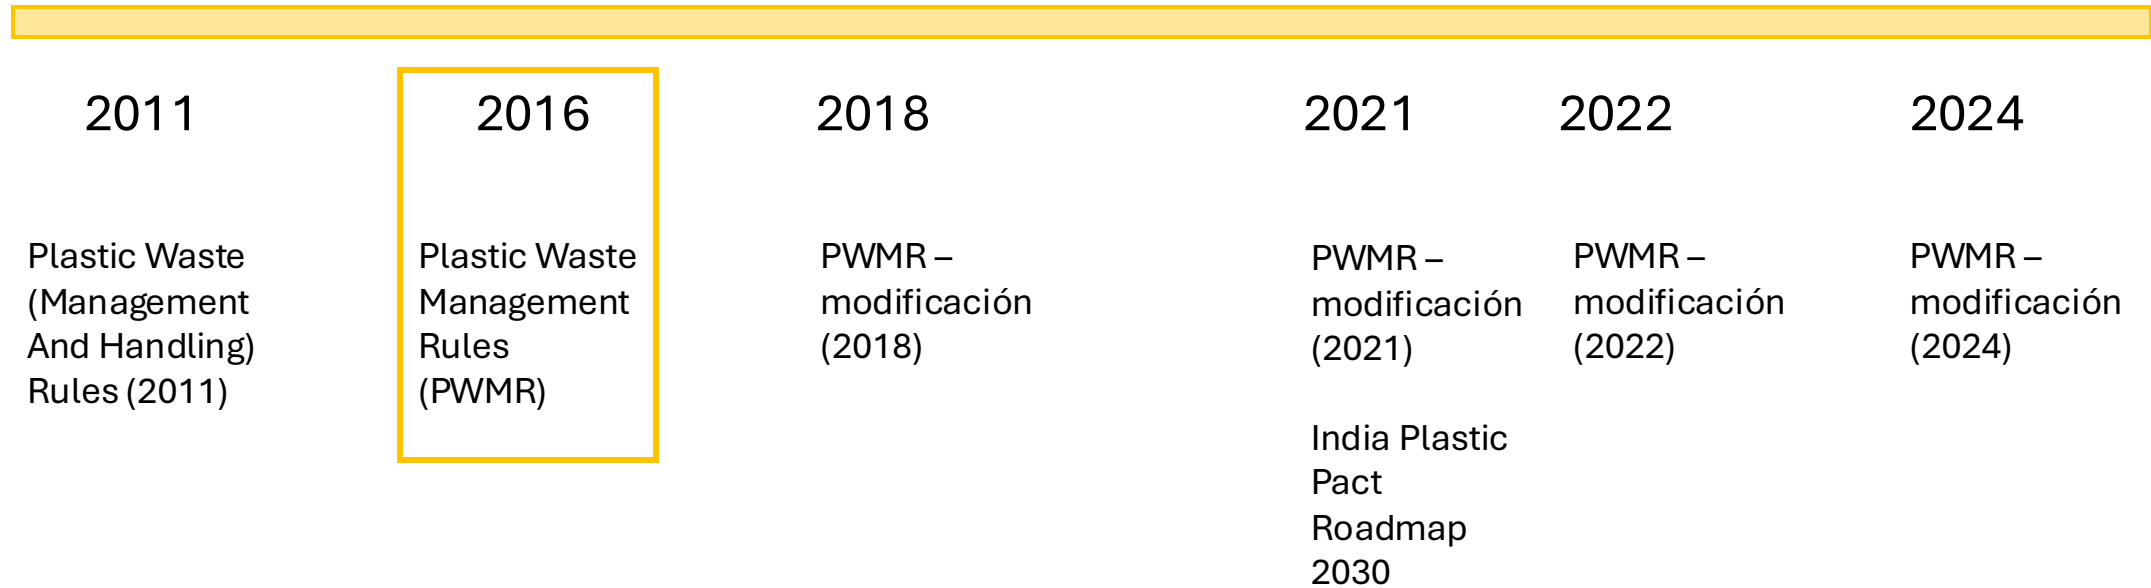 2011
Plastic Waste
(Management
And Handling)
Rules (2011)
2016
Plastic Waste
Management
Rules
(PWMR)
2018
PWMR –
modificación
(2018)
2021
PWMR –
modificación
(2021)
India Plastic
Pact
Roadmap
2030
2022
PWMR –
modificación
(2022)
2024
PWMR –
modificación
(2024)